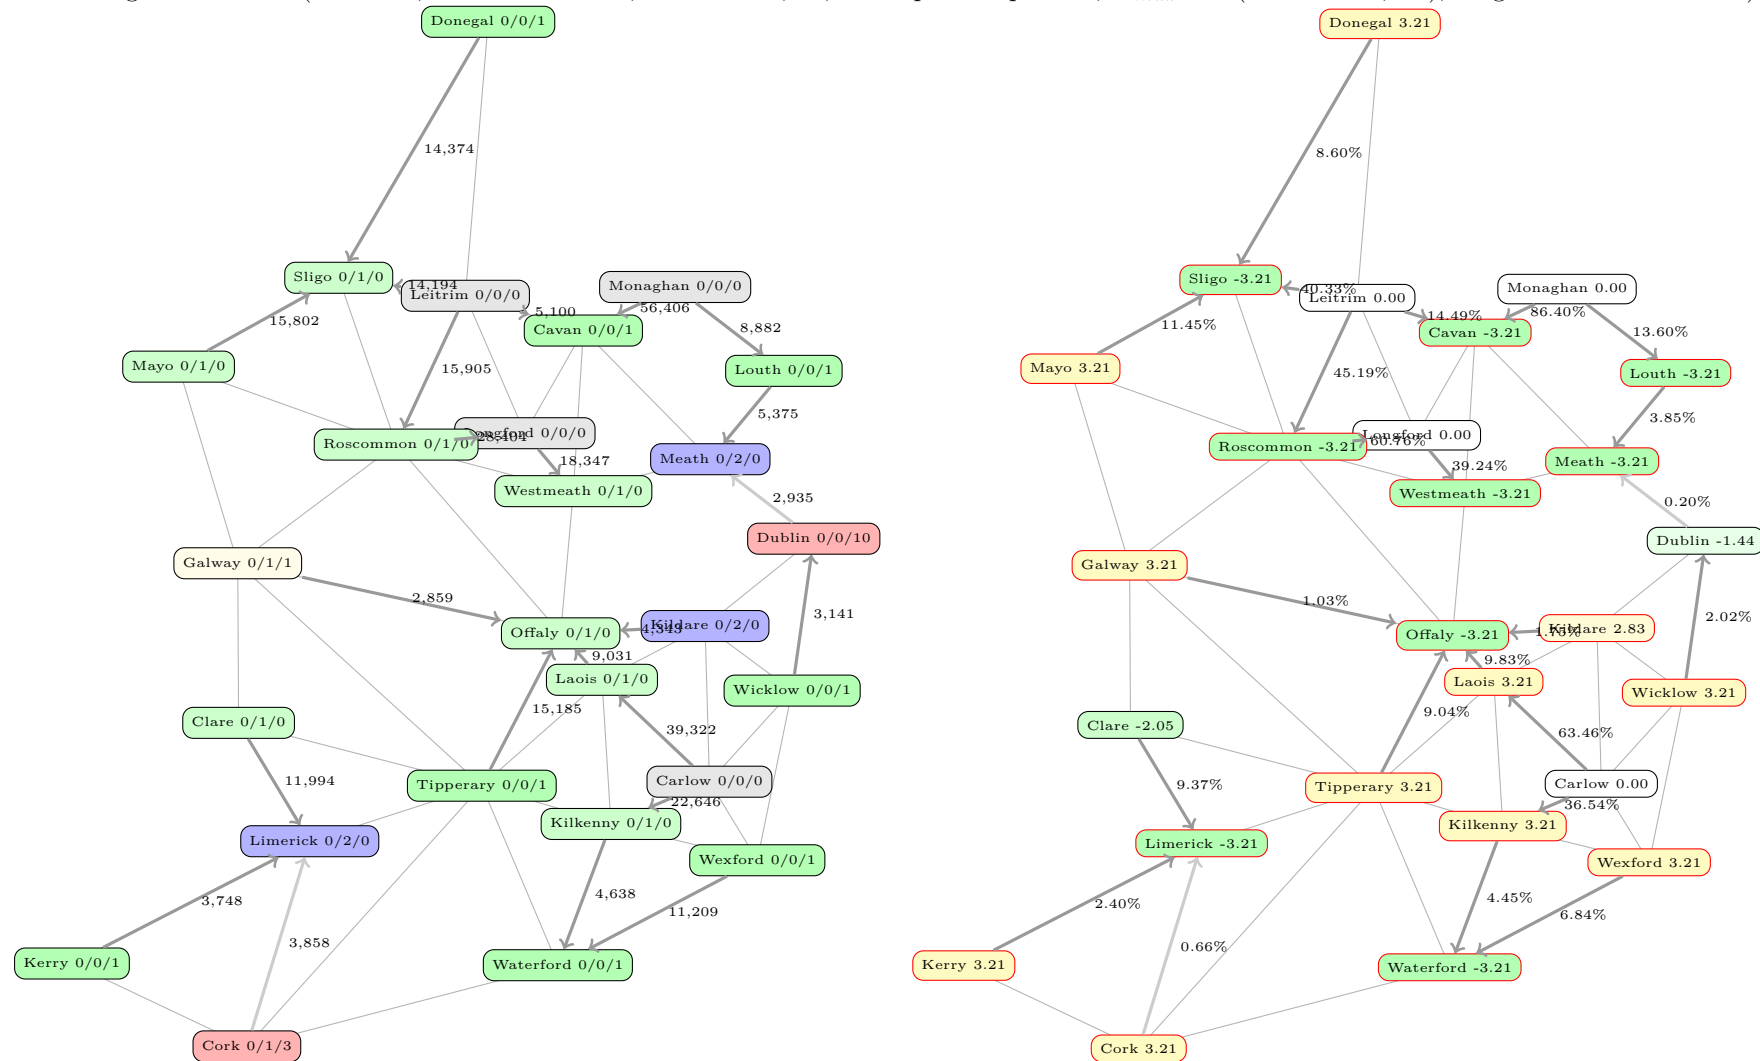 Donegal 0/0/1
14,374
Sligo 0/1/0
14,194
Leitrim 0/0/0
5,100
Monaghan 0/0/0
56,406
Cavan 0/0/1
8,882
15,802
Mayo 0/1/0
15,905
Louth 0/0/1
5,375
Roscommon 0/1/0
28,404
Longford 0/0/0
18,347
Meath 0/2/0
Westmeath 0/1/0
2,935
Dublin 0/0/10
Galway 0/1/1
2,859
Offaly 0/1/0
4,343
Kildare 0/2/0
3,141
9,031
Laois 0/1/0
Wicklow 0/0/1
15,185
Clare 0/1/0
39,322
11,994
Tipperary 0/0/1
Carlow 0/0/0
22,646
Kilkenny 0/1/0
Limerick 0/2/0
Wexford 0/0/1
3,748
4,638
11,209
3,858
Kerry 0/0/1
Waterford 0/0/1
Cork 0/1/3
Donegal 3.21
8.60%
Sligo -3.21
40.33%
Leitrim 0.00
14.49%
Monaghan 0.00
86.40%
Cavan -3.21
13.60%
11.45%
Mayo 3.21
45.19%
Louth -3.21
3.85%
Roscommon -3.21
60.76%
Longford 0.00
39.24%
Meath -3.21
Westmeath -3.21
0.20%
Dublin -1.44
Galway 3.21
1.03%
Offaly -3.21
1.75%
Kildare 2.83
2.02%
9.83%
Laois 3.21
Wicklow 3.21
9.04%
Clare -2.05
63.46%
9.37%
Tipperary 3.21
Carlow 0.00
36.54%
Kilkenny 3.21
Limerick -3.21
Wexford 3.21
2.40%
4.45%
6.84%
0.66%
Kerry 3.21
Waterford -3.21
Cork 3.21